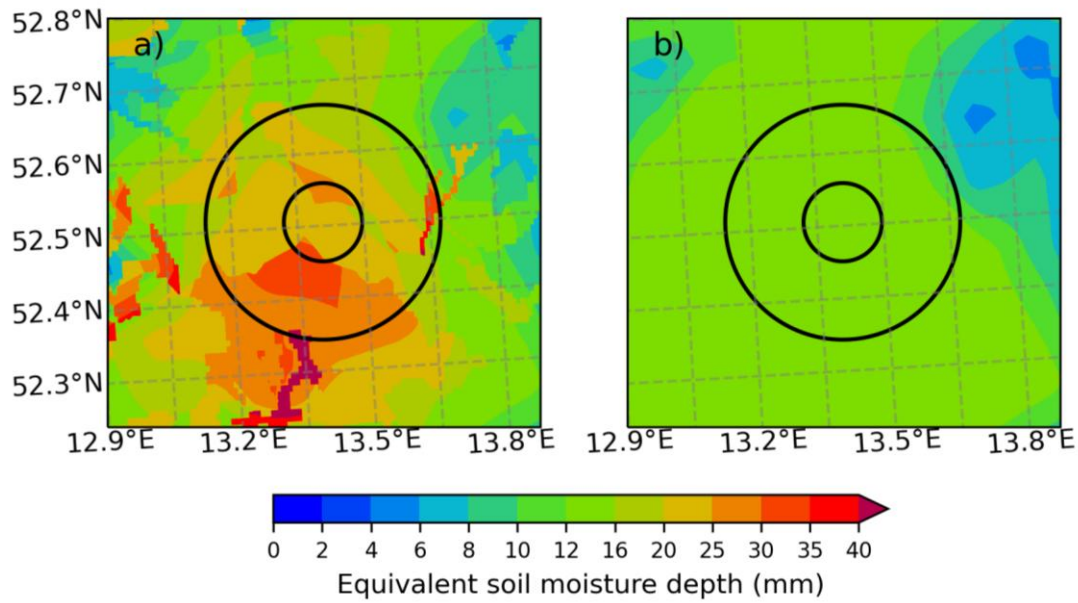 a)
b)
52.8°N
52.7°N
52.6°N
52.5°N
52.4°N
52.3°N
12.9°E 13.2°E 13.5°E 13.8°E 12.9°E 13.2°E 13.5°E 13.8°E
0 2 4 6 8 10 12 16 20 25 30 35 40
Equivalent soil moisture depth (mm)